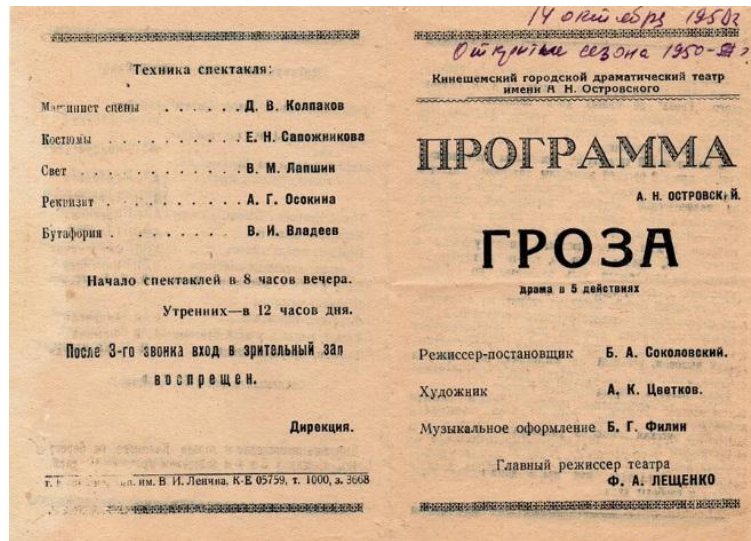 Техника спектакля:
Машинист сцены . . . . . . Д. В. Колпаков
Костюмы . . . . . . . . . . Е. Н. Сапожникова
Свет . . . . . . . . . . . В. М. Лапшин
Реквизит . . . . . . . . . А. Г. Осокина
Бутафория . . . . . . . . В. И. Владеев
Начало спектаклей в 8 часов вечера.
Утренних—в 12 часов дня.
После 3-го звонка вход в зрительный зал
воспрещен.
Дирекция.
им. В. И. Ленина, К-Е 05759, т. 1000, з. 3668
14 октября 1950г
Открытие сезона 1950-
Кинешемский городской драматический театр
имени А Н. Островского
ПРОГРАММА
А. Н. ОСТРОВСКИЙ.
ГРОЗА
драма в 5 действиях
Режиссер-постановщик Б. А. Соколовский.
Художник А. К. Цветков.
Музыкальное оформление Б. Г. Филин
Главный режиссер театра
Ф. А. ЛЕЩЕНКО